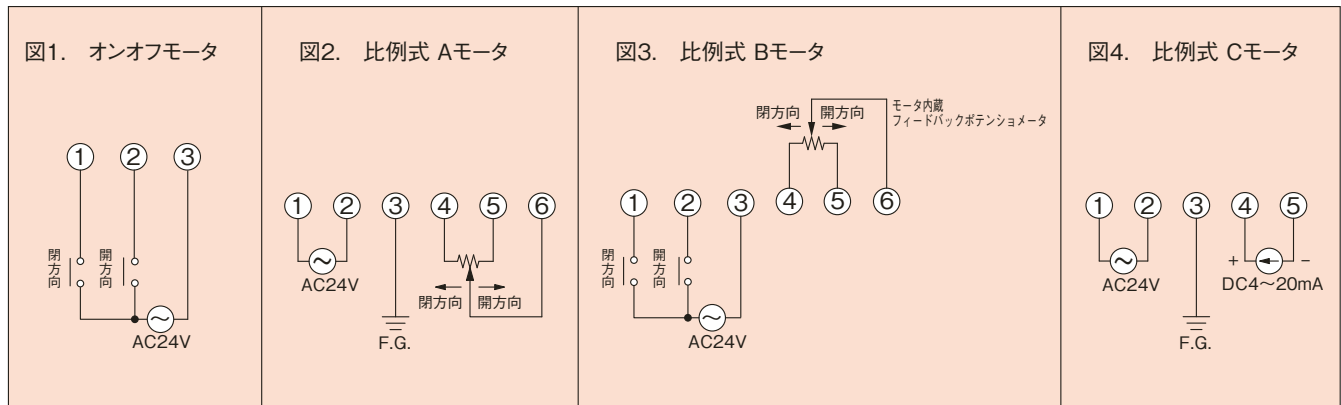 図1. オンオフモータ
①
②
③
閉方向
開方向
AC24V
図2. 比例式 Aモータ
①
②
③
④
⑤
⑥
AC24V
閉方向
開方向
F.G.
図3. 比例式 Bモータ
モータ内蔵
フィードバックポテンショメータ
閉方向
開方向
①
②
③
④
⑤
⑥
閉方向
開方向
AC24V
図4. 比例式 Cモータ
①
②
③
④
⑤
+
−
AC24V
DC4〜20mA
F.G.